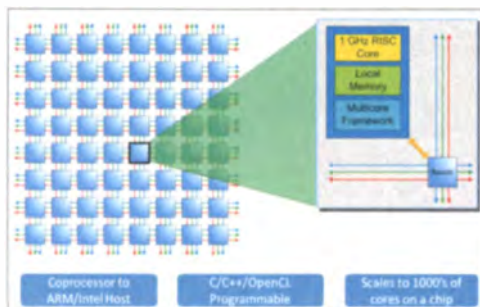 1 GHz RISC
Core
Local
Memory
Multicore
Framework
Router
Coprocessor to
ARM/Intel Host
C/C++/OpenCL
Programmable
Scales to 1000's of
cores on a chip